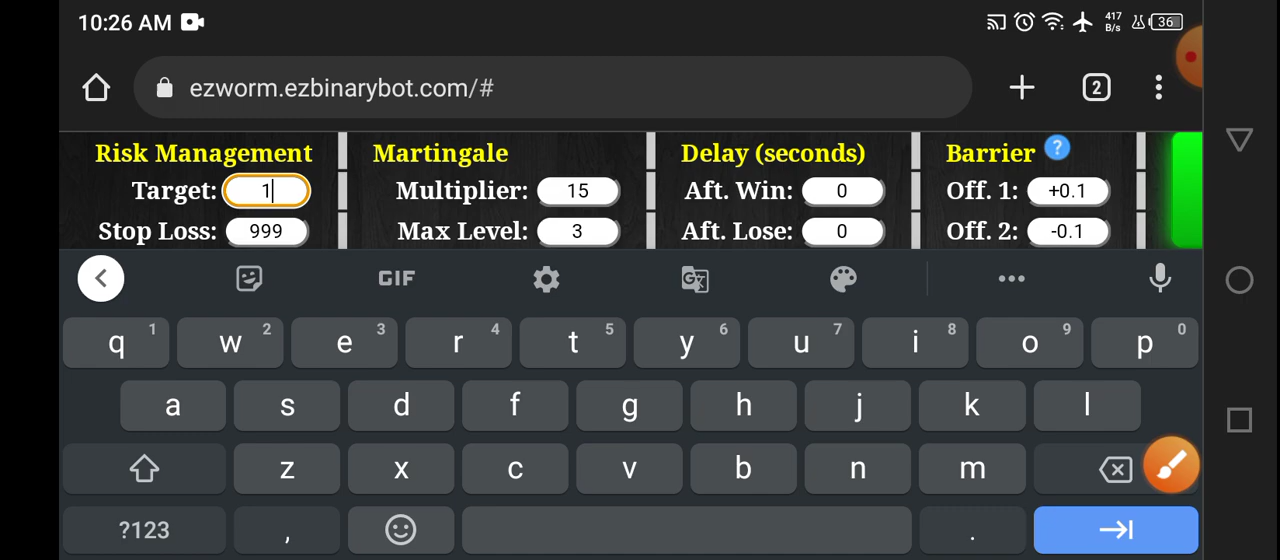 10:26 AM 417 B/s 36
ezworm.ezbinarybot.com/# 2
Risk Management Martingale Delay (seconds) Barrier ?
Target: 1 Multiplier: 15 Aft. Win: 0 Off. 1: +0.1
Stop Loss: 999 Max Level: 3 Aft. Lose: 0 Off. 2: -0.1
GIF
q 1 w 2 e 3 r 4 t 5 y 6 u 7 i 8 o 9 p 0
a s d f g h j k l
z x c v b n m
?123 , .